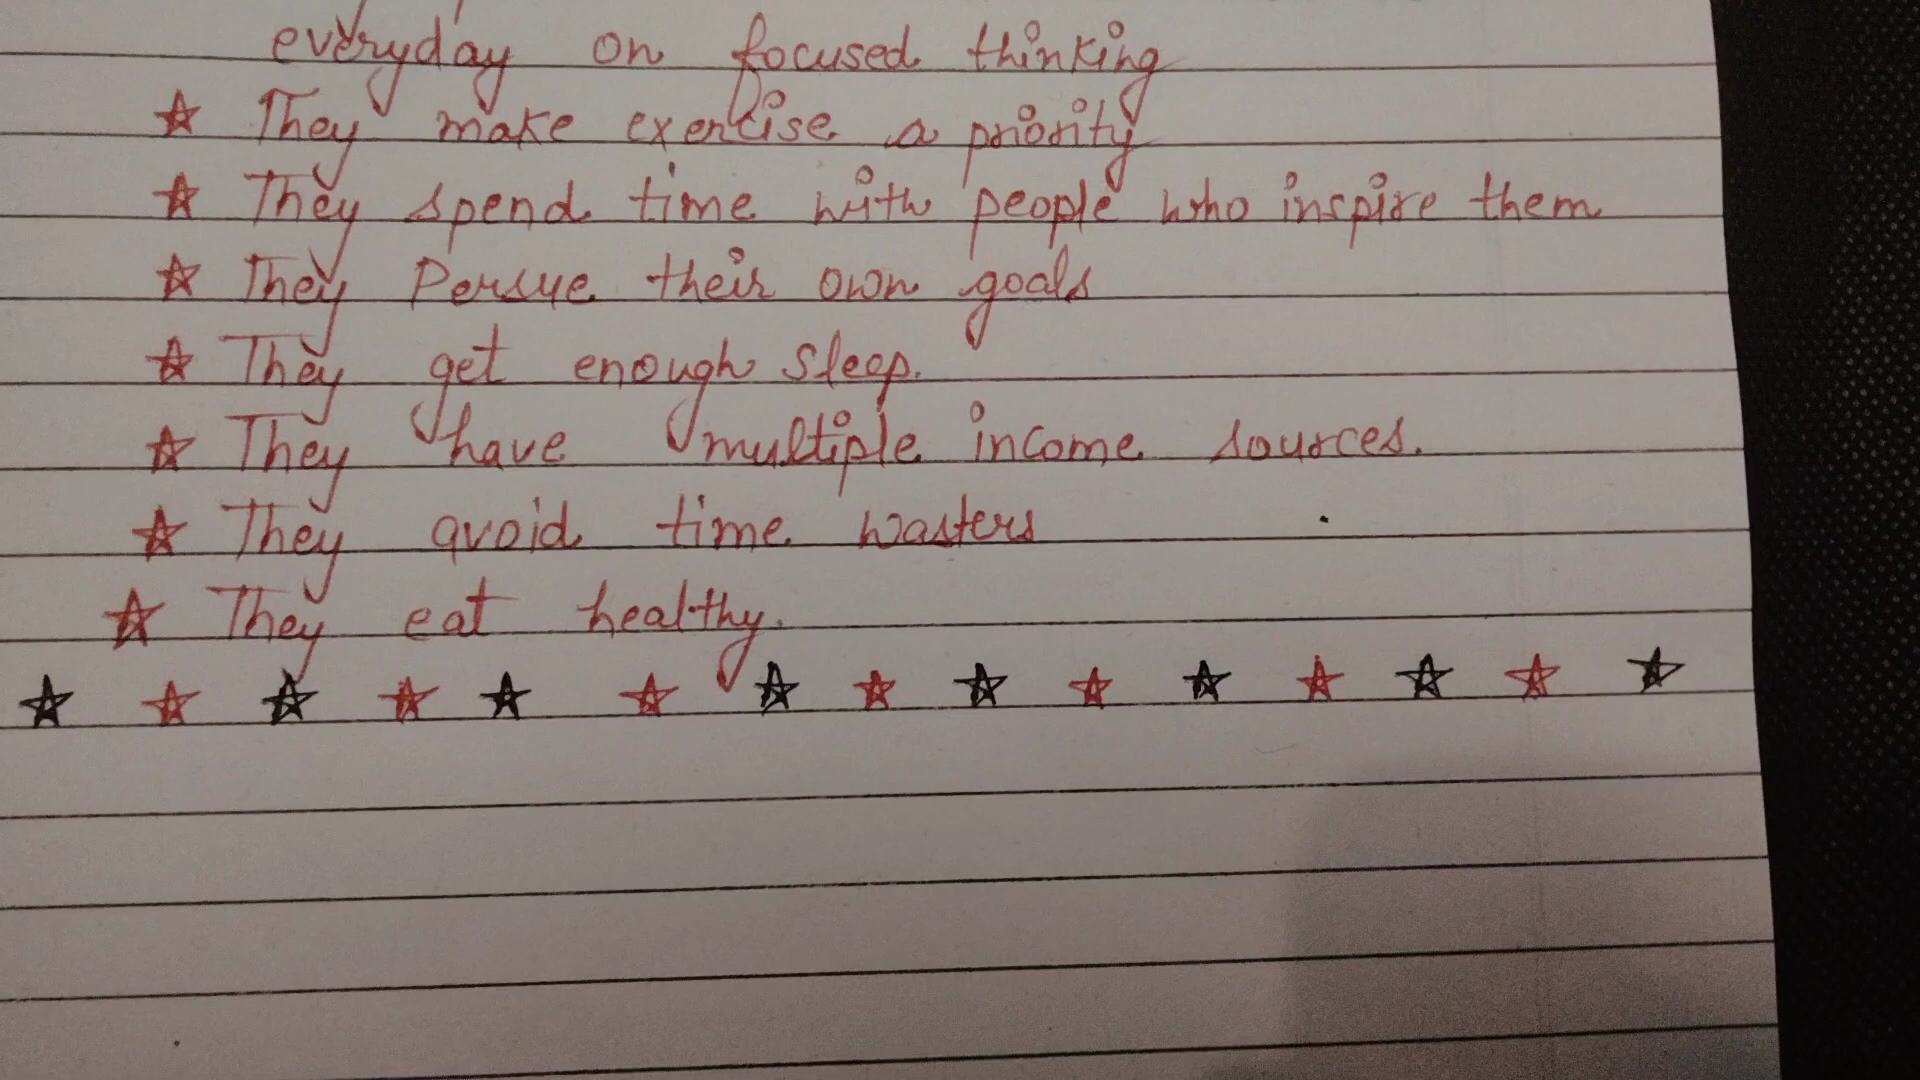 everyday on focused thinking
☆ They make exercise a priority
☆ They spend time with people who inspire them
☆ They Persue their own goals
☆ They get enough sleep.
☆ They have multiple income sources.
☆ They avoid time wasters
☆ They eat healthy.